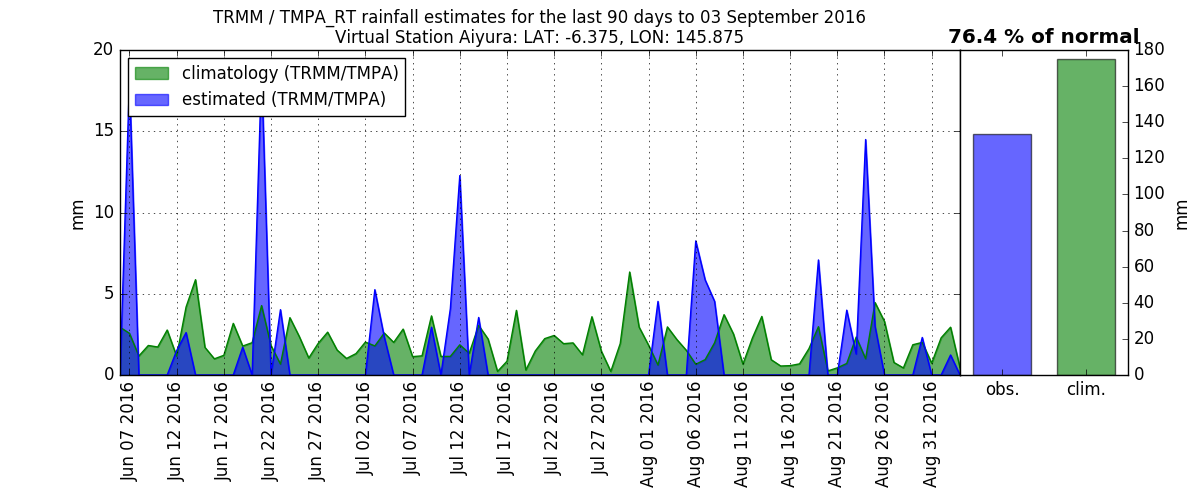 TRMM / TMPA_RT rainfall estimates for the last 90 days to 03 September 2016
Virtual Station Aiyura: LAT: -6.375, LON: 145.875
76.4 % of normal
climatology (TRMM/TMPA)
estimated (TRMM/TMPA)
20
15
10
5
0
mm
Jun 07 2016
Jun 12 2016
Jun 17 2016
Jun 22 2016
Jun 27 2016
Jul 02 2016
Jul 07 2016
Jul 12 2016
Jul 17 2016
Jul 22 2016
Jul 27 2016
Aug 01 2016
Aug 06 2016
Aug 11 2016
Aug 16 2016
Aug 21 2016
Aug 26 2016
Aug 31 2016
obs.
clim.
180
160
140
120
100
80
60
40
20
0
mm